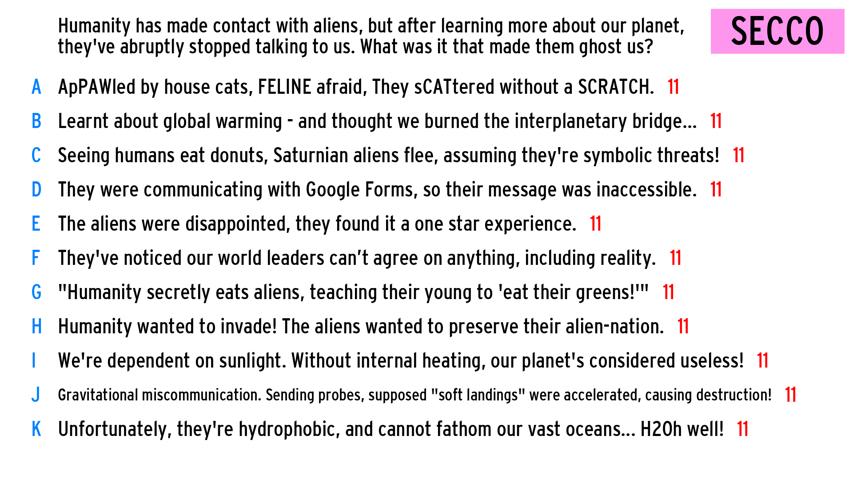 Humanity has made contact with aliens, but after learning more about our planet,
they've abruptly stopped talking to us. What was it that made them ghost us?
SECCO
A ApPAWled by house cats, FELINE afraid, They sCATtered without a SCRATCH. 11
B Learnt about global warming - and thought we burned the interplanetary bridge... 11
C Seeing humans eat donuts, Saturnian aliens flee, assuming they're symbolic threats! 11
D They were communicating with Google Forms, so their message was inaccessible. 11
E The aliens were disappointed, they found it a one star experience. 11
F They've noticed our world leaders can’t agree on anything, including reality. 11
G "Humanity secretly eats aliens, teaching their young to 'eat their greens!'" 11
H Humanity wanted to invade! The aliens wanted to preserve their alien-nation. 11
I We're dependent on sunlight. Without internal heating, our planet's considered useless! 11
J Gravitational miscommunication. Sending probes, supposed "soft landings" were accelerated, causing destruction! 11
K Unfortunately, they're hydrophobic, and cannot fathom our vast oceans... H2Oh well! 11